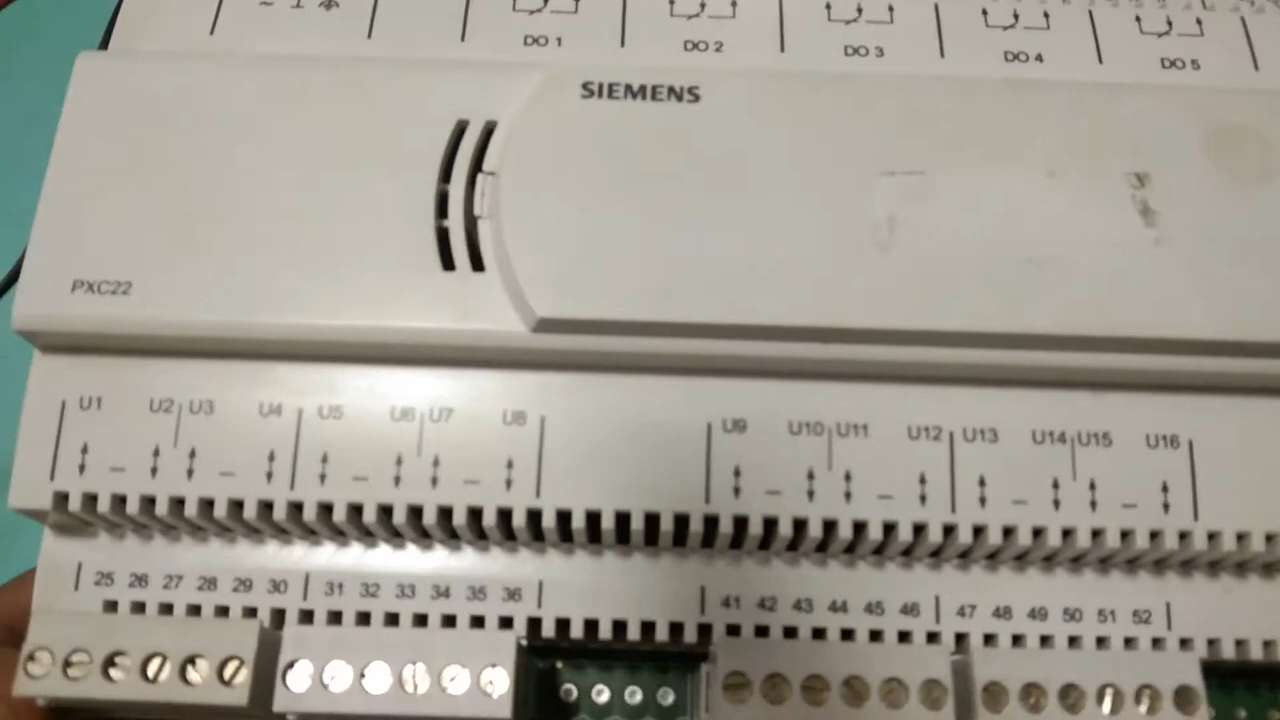 DO 1 DO 2 DO 3 DO 4 DO 5
SIEMENS
PXC22
U1 U2 U3 U4 U5 U6 U7 U8 U9 U10 U11 U12 U13 U14 U15 U16
25 26 27 28 29 30 31 32 33 34 35 36 41 42 43 44 45 46 47 48 49 50 51 52